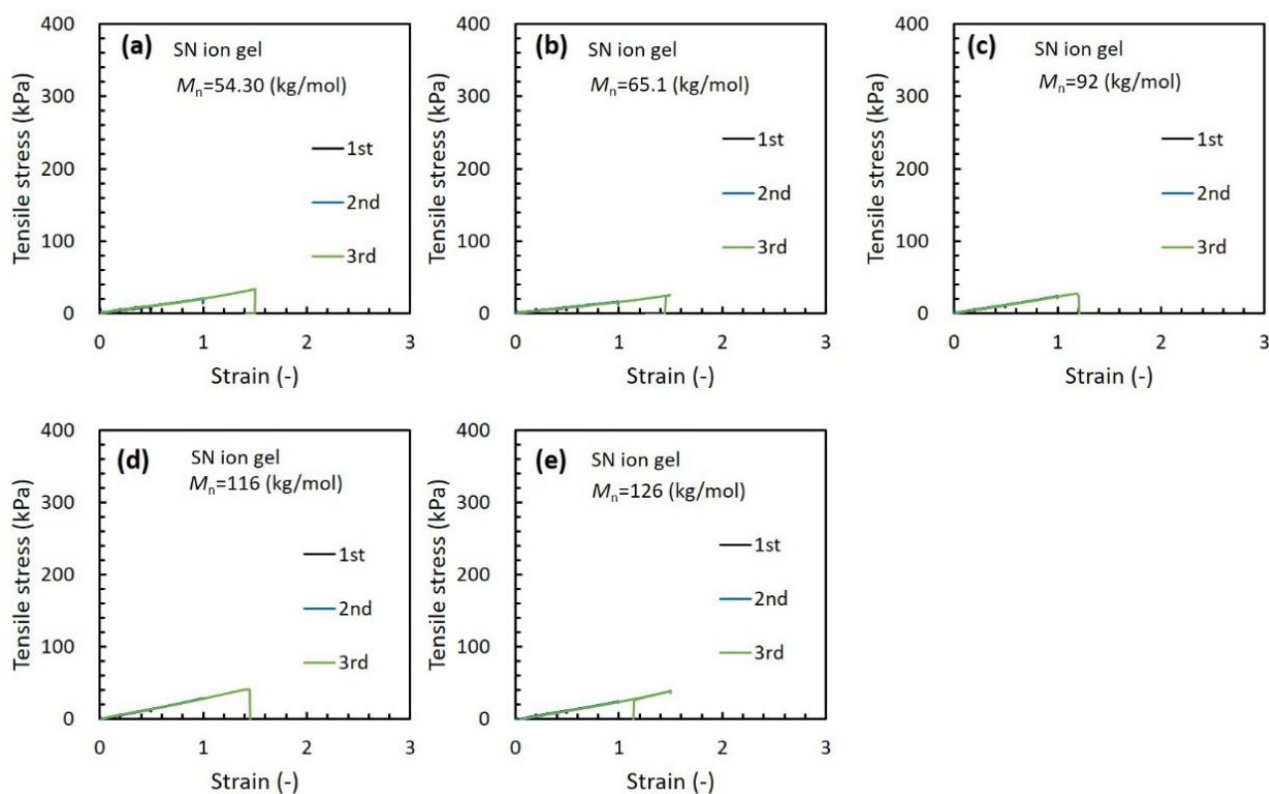 (a) SN ion gel
Mn=54.30 (kg/mol)
Tensile stress (kPa)
400
300
200
100
0
1st
2nd
3rd
0 1 2 3
Strain (-)
(b) SN ion gel
Mn=65.1 (kg/mol)
Tensile stress (kPa)
400
300
200
100
0
1st
2nd
3rd
0 1 2 3
Strain (-)
(c) SN ion gel
Mn=92 (kg/mol)
Tensile stress (kPa)
400
300
200
100
0
1st
2nd
3rd
0 1 2 3
Strain (-)
(d) SN ion gel
Mn=116 (kg/mol)
Tensile stress (kPa)
400
300
200
100
0
1st
2nd
3rd
0 1 2 3
Strain (-)
(e) SN ion gel
Mn=126 (kg/mol)
Tensile stress (kPa)
400
300
200
100
0
1st
2nd
3rd
0 1 2 3
Strain (-)